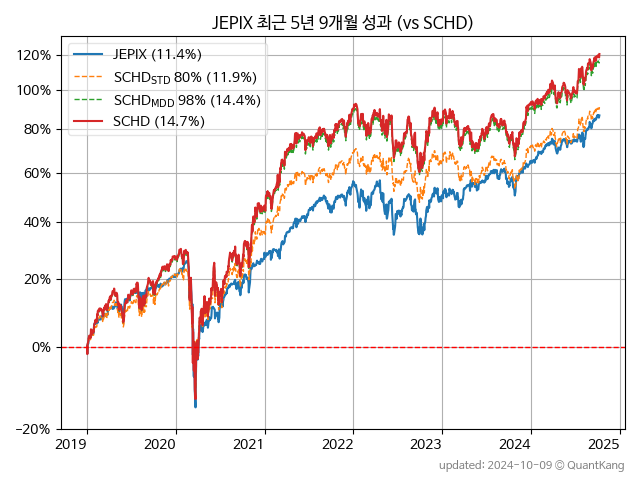 JEPIX 최근 5년 9개월 성과 (vs SCHD)
JEPIX (11.4%)
SCHD_STD 80% (11.9%)
SCHD_MDD 98% (14.4%)
SCHD (14.7%)
120%
100%
80%
60%
40%
20%
0%
−20%
2019 2020 2021 2022 2023 2024 2025
updated: 2024-10-09 © QuantKang